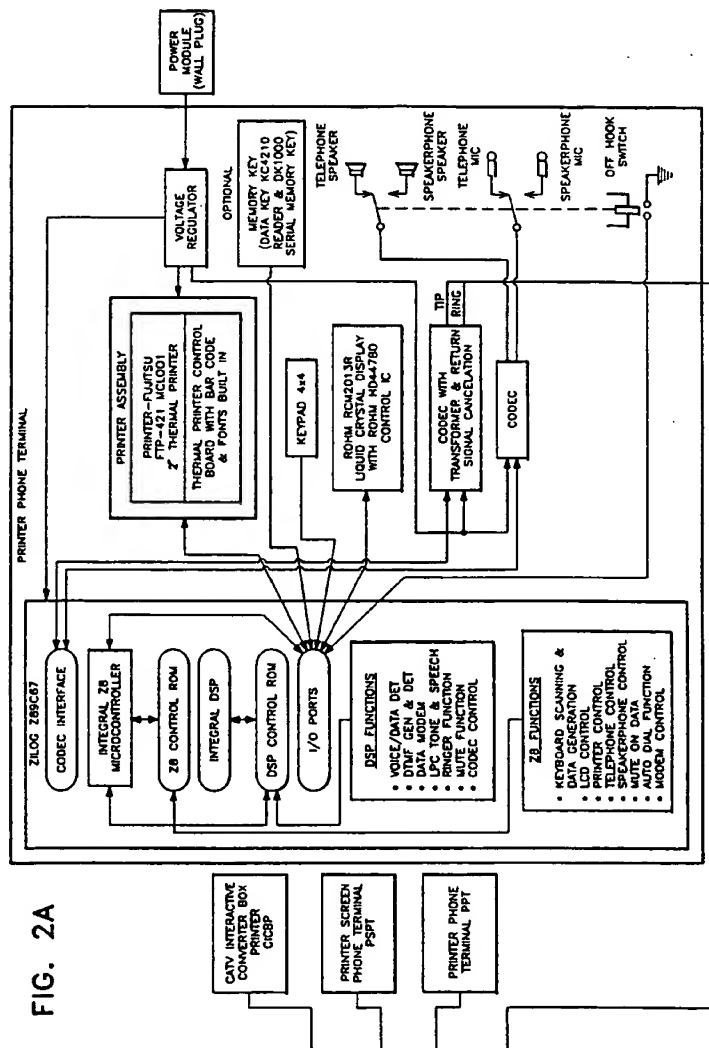 FIG. 2A
CATV INTERACTIVE
CONVERTER BOX
PRINTER
CICBP
PRINTER SCREEN
PHONE TERMINAL
PSPT
PRINTER PHONE
TERMINAL PPT
PRINTER PHONE TERMINAL
ZILOG Z89C67
CODEC INTERFACE
INTEGRAL Z8
MICROCONTROLLER
Z8 CONTROL ROM
INTEGRAL DSP
DSP CONTROL ROM
I/O PORTS
DSP FUNCTIONS
• VOICE/DATA DET
• DTMF GEN & DET
• DATA MODEM
• LPC TONE & SPEECH
• RINGER FUNCTION
• MUTE FUNCTION
• CODEC CONTROL
Z8 FUNCTIONS
• KEYBOARD SCANNING &
DATA GENERATION
• LCD CONTROL
• PRINTER CONTROL
• TELEPHONE CONTROL
• SPEAKERPHONE CONTROL
• MUTE ON DATA
• AUTO DIAL FUNCTION
• MODEM CONTROL
PRINTER ASSEMBLY
PRINTER-FUJITSU
FTP-421 MCL001
2" THERMAL PRINTER
THERMAL PRINTER CONTROL
BOARD WITH BAR CODE
& FONTS BUILT IN
VOLTAGE
REGULATOR
POWER
MODULE
(WALL PLUG)
OPTIONAL
MEMORY KEY
(DATA KEY KC4210
READER & DK1000
SERIAL MEMORY KEY)
KEYPAD 4x4
ROHM RCM2013R
LIQUID CRYSTAL DISPLAY
WITH ROHM HD44780
CONTROL IC
CODEC WITH
TRANSFORMER & RETURN
SIGNAL CANCELATION
TIP
RING
CODEC
TELEPHONE
SPEAKER
SPEAKERPHONE
SPEAKER
TELEPHONE
MIC
SPEAKERPHONE
MIC
OFF HOOK
SWITCH